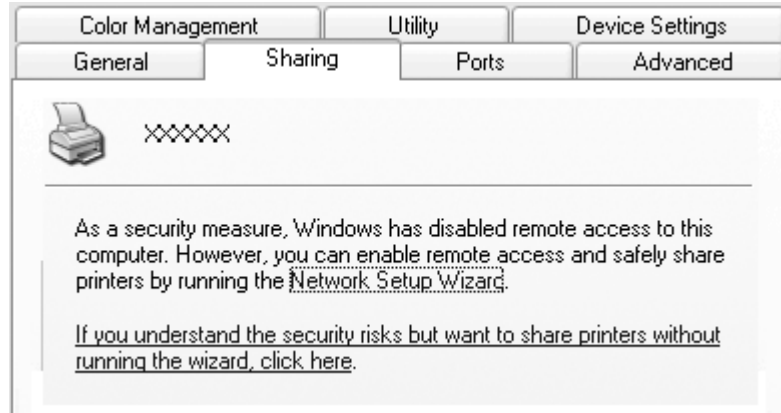 Color Management Utility Device Settings
General Sharing Ports Advanced
XXXXXX
As a security measure, Windows has disabled remote access to this
computer. However, you can enable remote access and safely share
printers by running the Network Setup Wizard.
If you understand the security risks but want to share printers without
running the wizard, click here.